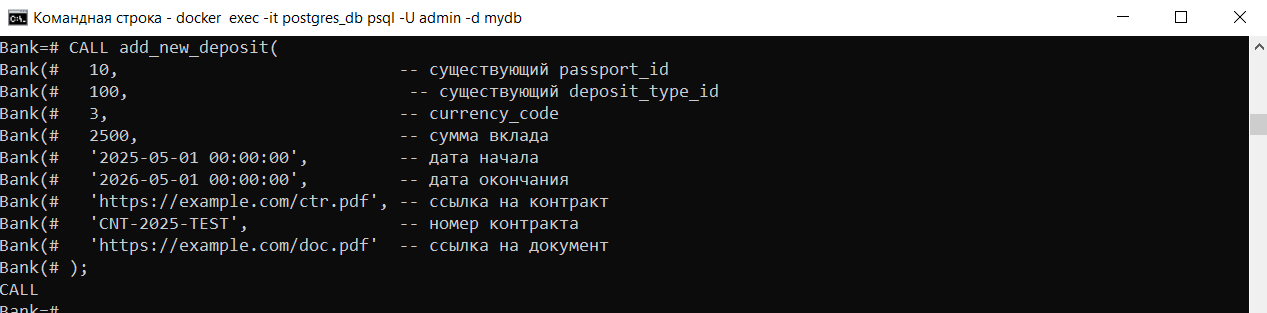 Командная строка - docker  exec -it postgres_db psql -U admin -d mydb
Bank=# CALL add_new_deposit(
Bank(#   10,                            -- существующий passport_id
Bank(#   100,                            -- существующий deposit_type_id
Bank(#   3,                             -- currency_code
Bank(#   2500,                          -- сумма вклада
Bank(#   '2025-05-01 00:00:00',         -- дата начала
Bank(#   '2026-05-01 00:00:00',         -- дата окончания
Bank(#   'https://example.com/ctr.pdf', -- ссылка на контракт
Bank(#   'CNT-2025-TEST',               -- номер контракта
Bank(#   'https://example.com/doc.pdf'  -- ссылка на документ
Bank(# );
CALL
Bank=#